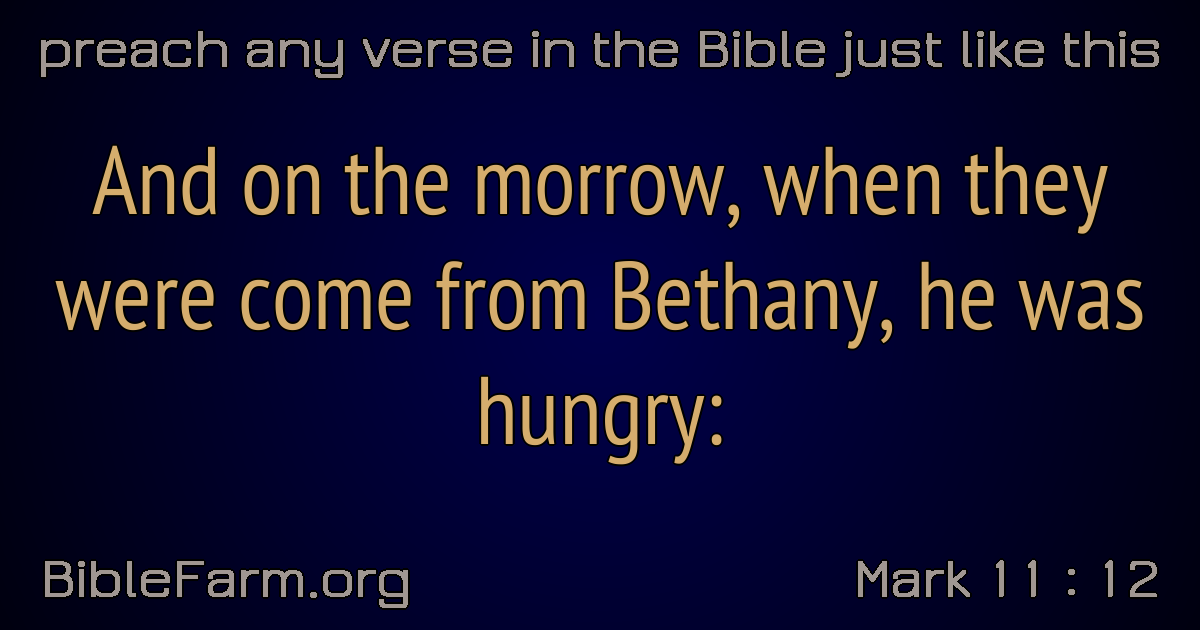 preach any verse in the Bible just like this
And on the morrow, when they
were come from Bethany, he was
hungry:
BibleFarm.org
Mark 11 : 12